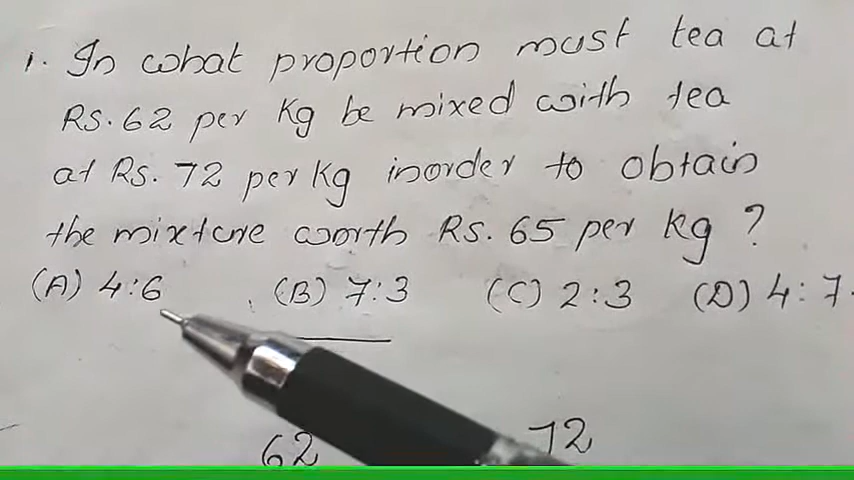 1. In what proportion must tea at
RS. 62 per Kg be mixed with tea
at Rs. 72 per Kg inorder to obtain
the mixture worth Rs. 65 per kg ?
(A) 4:6 (B) 7:3 (C) 2:3 (D) 4:7.
62 72